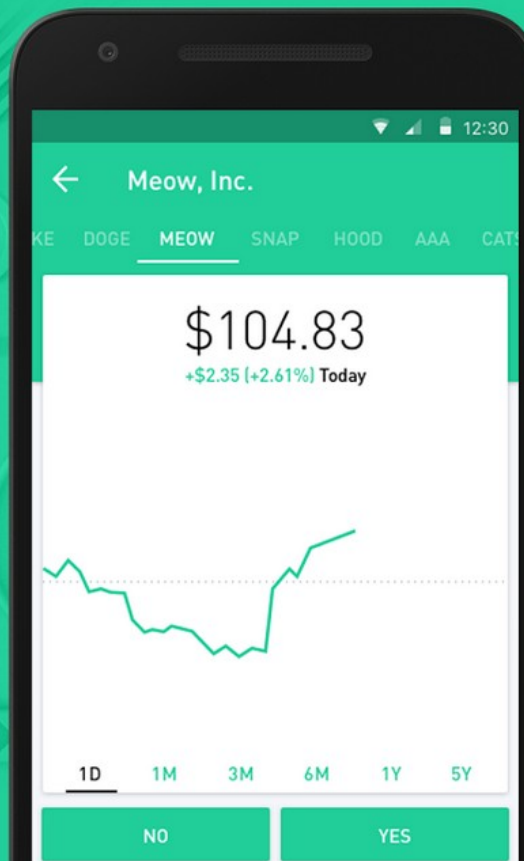 12:30
Meow, Inc.
KE DOGE MEOW SNAP HOOD AAA CATS
$104.83
+$2.35 (+2.61%) Today
1D 1M 3M 6M 1Y 5Y
NO YES